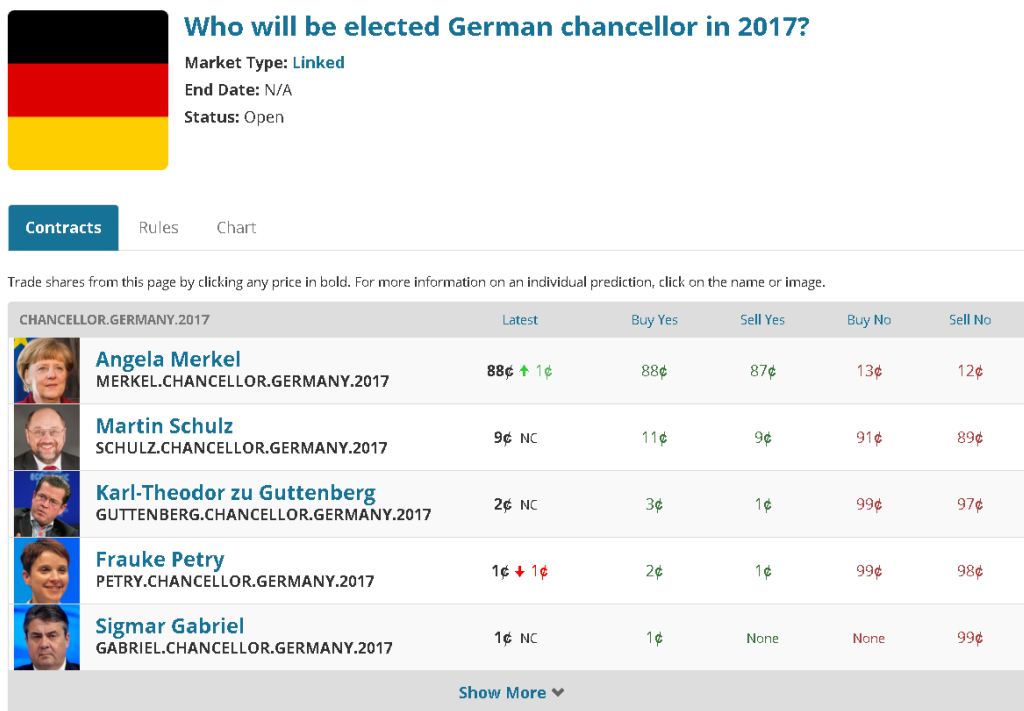 Who will be elected German chancellor in 2017?
Market Type: Linked
End Date: N/A
Status: Open
Contracts Rules Chart
Trade shares from this page by clicking any price in bold. For more information on an individual prediction, click on the name or image.
CHANCELLOR.GERMANY.2017 Latest Buy Yes Sell Yes Buy No Sell No
Angela Merkel
MERKEL.CHANCELLOR.GERMANY.2017 88¢ 1¢ 88¢ 87¢ 13¢ 12¢
Martin Schulz
SCHULZ.CHANCELLOR.GERMANY.2017 9¢ NC 11¢ 9¢ 91¢ 89¢
Karl-Theodor zu Guttenberg
GUTTENBERG.CHANCELLOR.GERMANY.2017 2¢ NC 3¢ 1¢ 99¢ 97¢
Frauke Petry
PETRY.CHANCELLOR.GERMANY.2017 1¢ 1¢ 2¢ 1¢ 99¢ 98¢
Sigmar Gabriel
GABRIEL.CHANCELLOR.GERMANY.2017 1¢ NC 1¢ None None 99¢
Show More